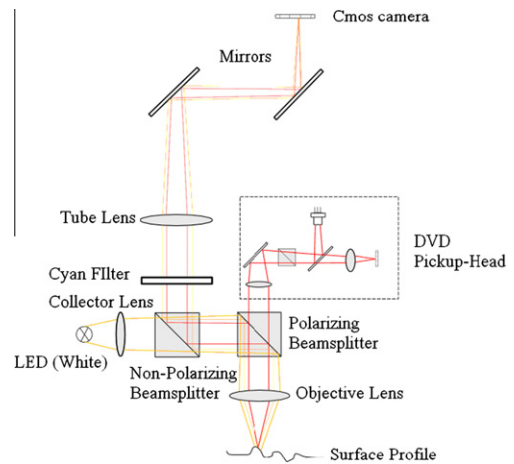 Cmos camera
Mirrors
Tube Lens
DVD
Pickup-Head
Cyan FIlter
Collector Lens
Polarizing
Beamsplitter
LED (White)
Non-Polarizing
Beamsplitter
Objective Lens
Surface Profile